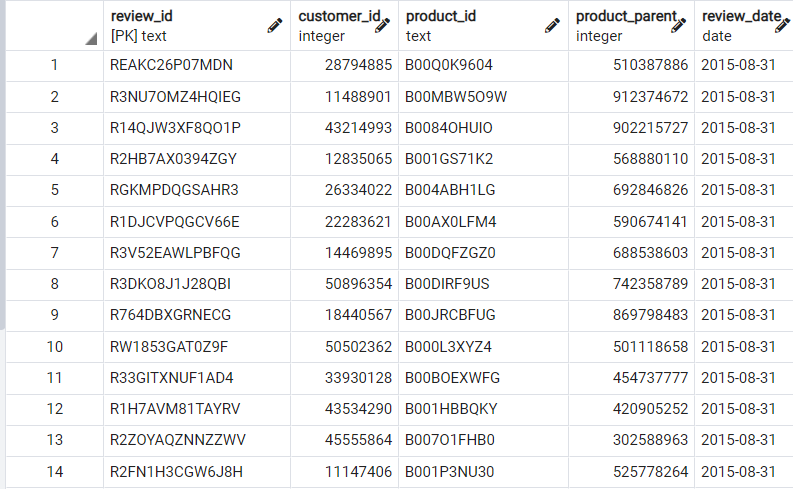 review_id customer_id product_id product_parent review_date
[PK] text integer text integer date
1 REAKC26P07MDN 28794885 B00Q0K9604 510387886 2015-08-31
2 R3NU7OMZ4HQIEG 11488901 B00MBW5O9W 912374672 2015-08-31
3 R14QJW3XF8QO1P 43214993 B0084OHUIO 902215727 2015-08-31
4 R2HB7AX0394ZGY 12835065 B001GS71K2 568880110 2015-08-31
5 RGKMPDQGSAHR3 26334022 B004ABH1LG 692846826 2015-08-31
6 R1DJCVPQGCV66E 22283621 B00AX0LFM4 590674141 2015-08-31
7 R3V52EAWLPBFQG 14469895 B00DQFZGZ0 688538603 2015-08-31
8 R3DKO8J1J28QBI 50896354 B00DIRF9US 742358789 2015-08-31
9 R764DBXGRNECG 18440567 B00JRCBFUG 869798483 2015-08-31
10 RW1853GAT0Z9F 50502362 B000L3XYZ4 501118658 2015-08-31
11 R33GITXNUF1AD4 33930128 B00BOEXWFG 454737777 2015-08-31
12 R1H7AVM81TAYRV 43534290 B001HBBQKY 420905252 2015-08-31
13 R2ZOYAQZNNZZWV 45555864 B007O1FHB0 302588963 2015-08-31
14 R2FN1H3CGW6J8H 11147406 B001P3NU30 525778264 2015-08-31